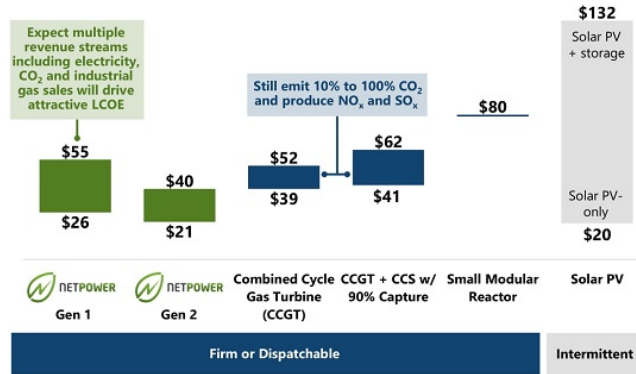 Expect multiple
revenue streams
including electricity,
CO₂ and industrial
gas sales will drive
attractive LCOE
Still emit 10% to 100% CO₂
and produce NOₓ and SOₓ
$132
Solar PV
+ storage
$80
$55
$26
$40
$21
$52
$39
$62
$41
Solar PV-
only
$20
NETPOWER
Gen 1
NETPOWER
Gen 2
Combined Cycle
Gas Turbine
(CCGT)
CCGT + CCS w/
90% Capture
Small Modular
Reactor
Solar PV
Firm or Dispatchable
Intermittent